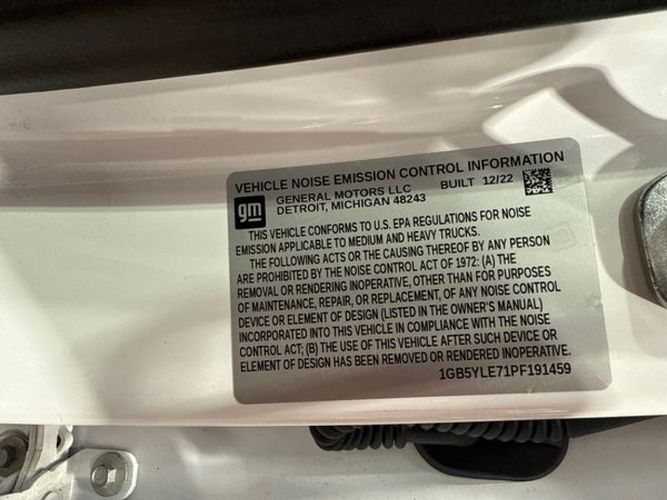 VEHICLE NOISE EMISSION CONTROL INFORMATION
gm
GENERAL MOTORS LLC BUILT 12/22
DETROIT, MICHIGAN 48243
THIS VEHICLE CONFORMS TO U.S. EPA REGULATIONS FOR NOISE
EMISSION APPLICABLE TO MEDIUM AND HEAVY TRUCKS.
THE FOLLOWING ACTS OR THE CAUSING THEREOF BY ANY PERSON
ARE PROHIBITED BY THE NOISE CONTROL ACT OF 1972: (A) THE
REMOVAL OR RENDERING INOPERATIVE, OTHER THAN FOR PURPOSES
OF MAINTENANCE, REPAIR, OR REPLACEMENT, OF ANY NOISE CONTROL
DEVICE OR ELEMENT OF DESIGN (LISTED IN THE OWNER'S MANUAL)
INCORPORATED INTO THIS VEHICLE IN COMPLIANCE WITH THE NOISE
CONTROL ACT; (B) THE USE OF THIS VEHICLE AFTER SUCH DEVICE OR
ELEMENT OF DESIGN HAS BEEN REMOVED OR RENDERED INOPERATIVE.
1GB5YLE71PF191459